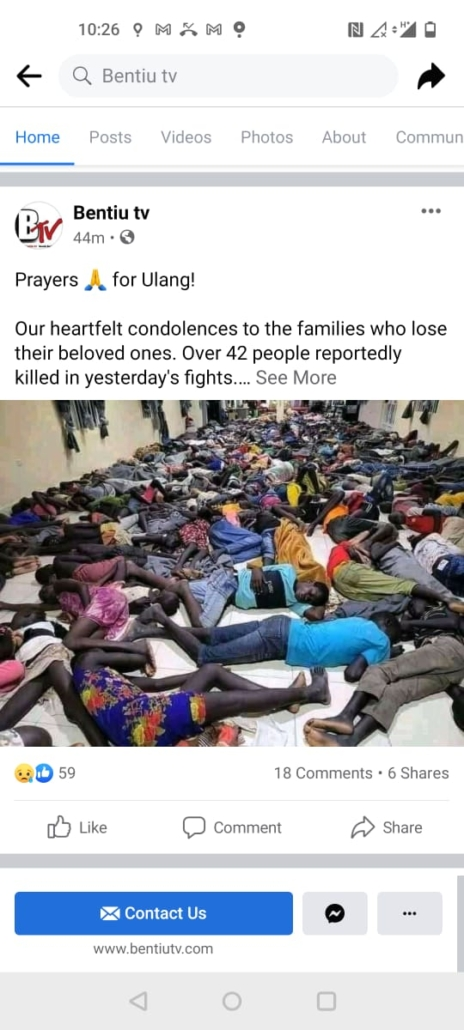 10:26
H+
Bentiu tv
Home Posts Videos Photos About Commun
BTV
Bentiu tv
44m
Prayers 🙏 for Ulang!
Our heartfelt condolences to the families who lose
their beloved ones. Over 42 people reportedly
killed in yesterday's fights.... See More
59
18 Comments • 6 Shares
Like Comment Share
Contact Us
www.bentiutv.com